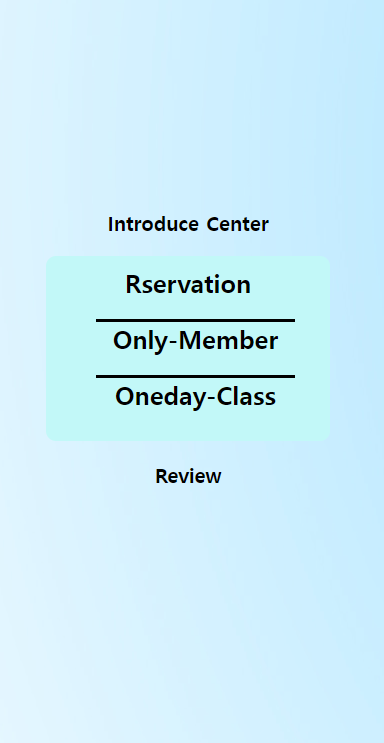 Introduce Center
Rservation
Only-Member
Oneday-Class
Review